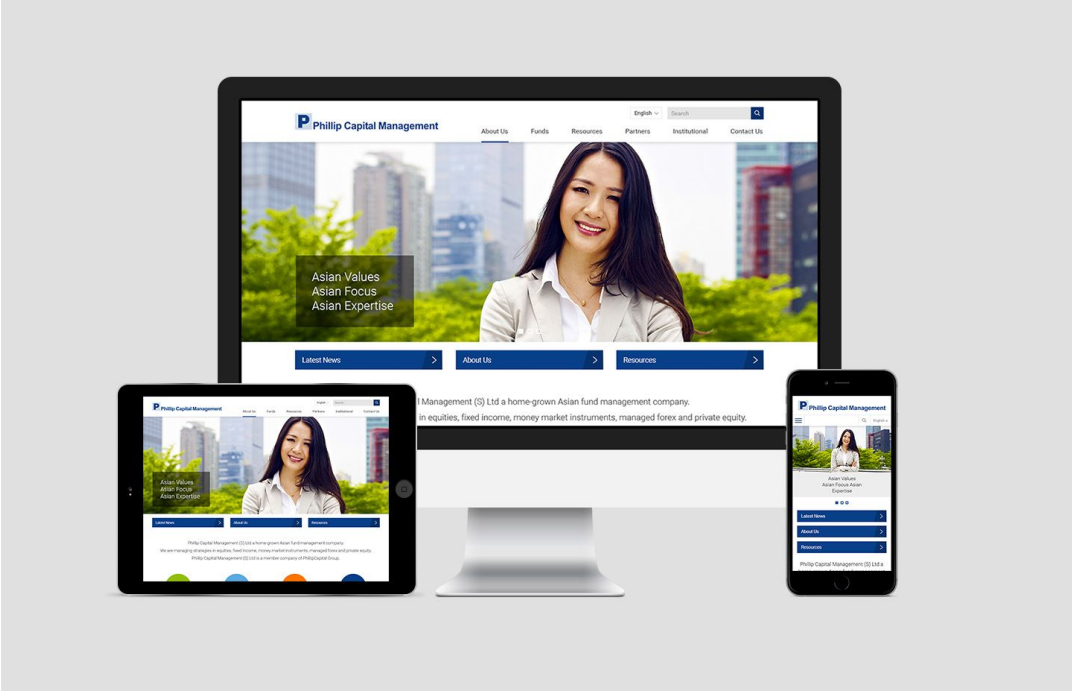 English
Search
P Phillip Capital Management
About Us Funds Resources Partners Institutional Contact Us
Asian Values
Asian Focus
Asian Expertise
Latest News
About Us
Resources
Management (S) Ltd a home-grown Asian fund management company.
in equities, fixed income, money market instruments, managed forex and private equity.
English
Search
P Phillip Capital Management
About Us Funds Resources Partners Institutional Contact Us
Asian Values
Asian Focus
Asian Expertise
Latest News
About Us
Resources
Phillip Capital Management (S) Ltd a home-grown Asian fund management company.
We are managing strategies in equities, fixed income, money market instruments, managed forex and private equity.
Phillip Capital Management (S) Ltd is a member company of PhillipCapital Group.
P Phillip Capital Management
English
Asian Values
Asian Focus Asian
Expertise
Latest News
About Us
Resources
Phillip Capital Management (S) Ltd a